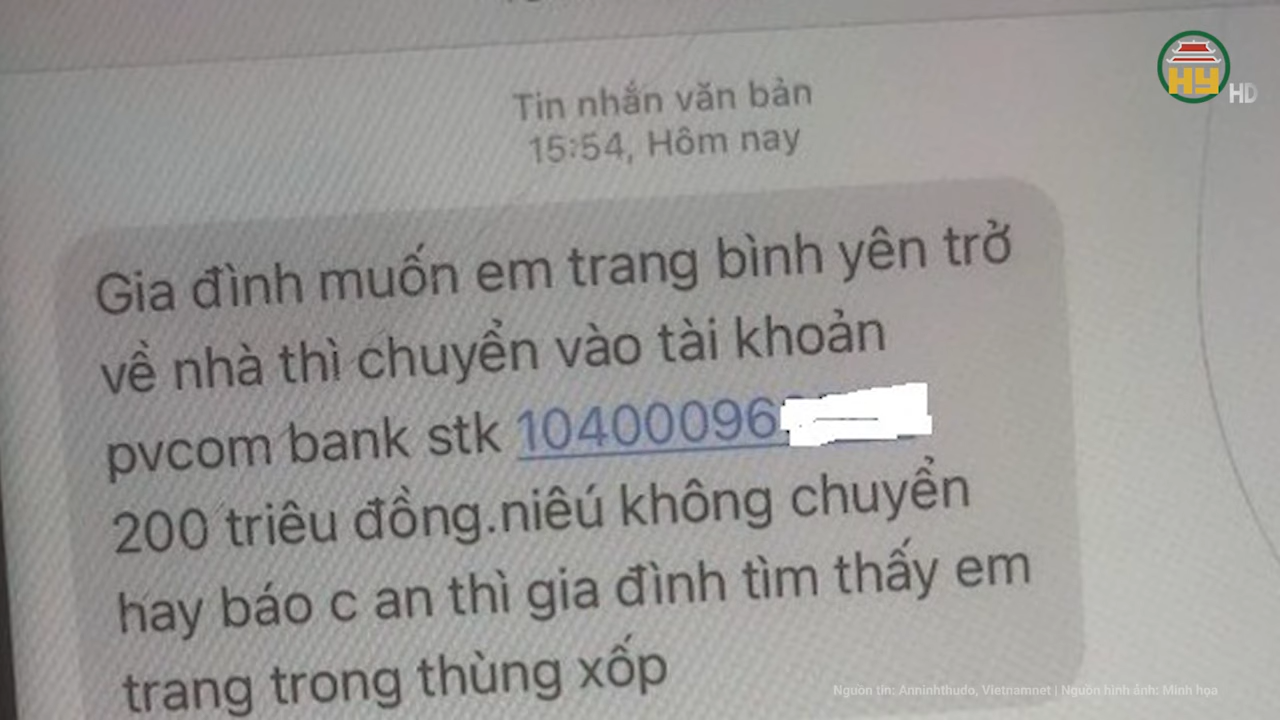 Tin nhắn văn bản
15:54, Hôm nay
Gia đình muốn em trang bình yên trở
về nhà thì chuyển vào tài khoản
pvcom bank stk 10400096
200 triêu đồng.niêú không chuyển
hay báo c an thì gia đình tìm thấy em
trang trong thùng xốp
HY HD
Nguồn tin: Anninhthudo, Vietnamnet | Nguồn hình ảnh: Minh họa